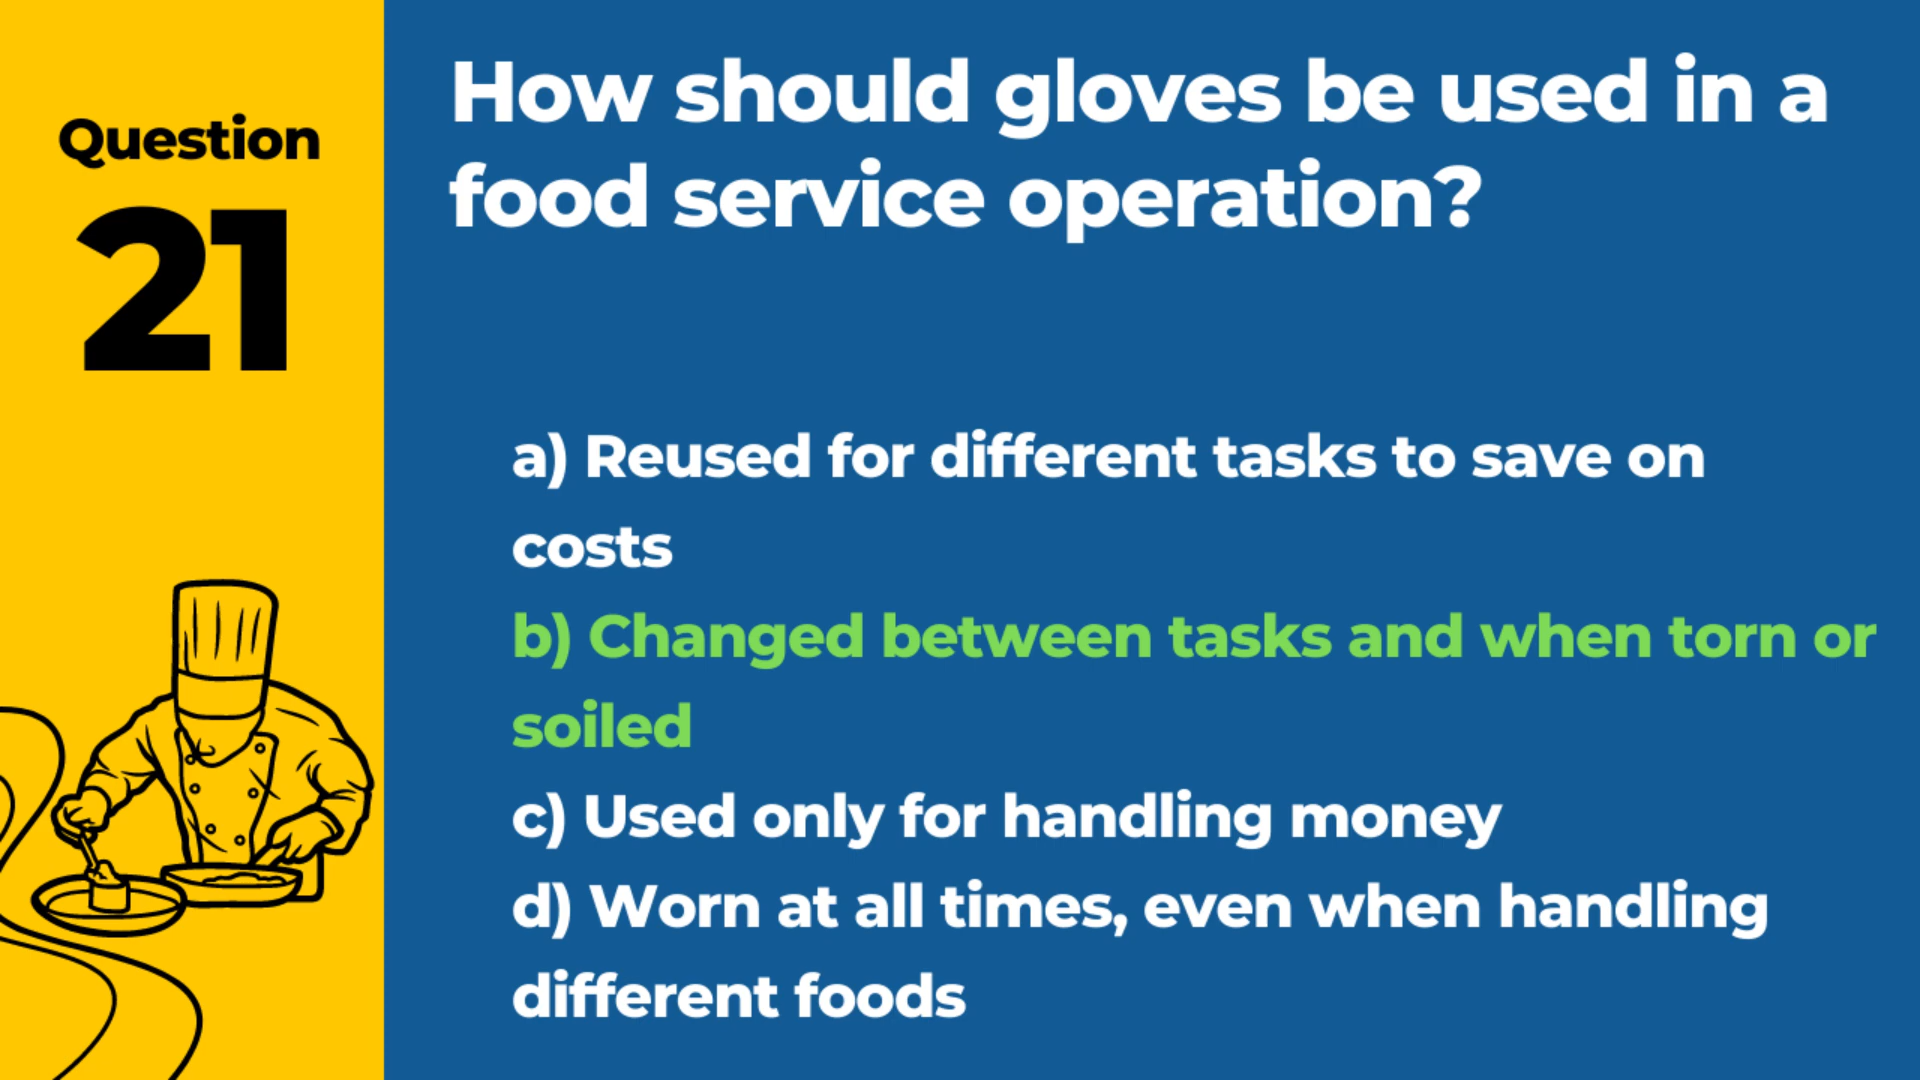 Question
21
How should gloves be used in a
food service operation?
a) Reused for different tasks to save on
costs
b) Changed between tasks and when torn or
soiled
c) Used only for handling money
d) Worn at all times, even when handling
different foods